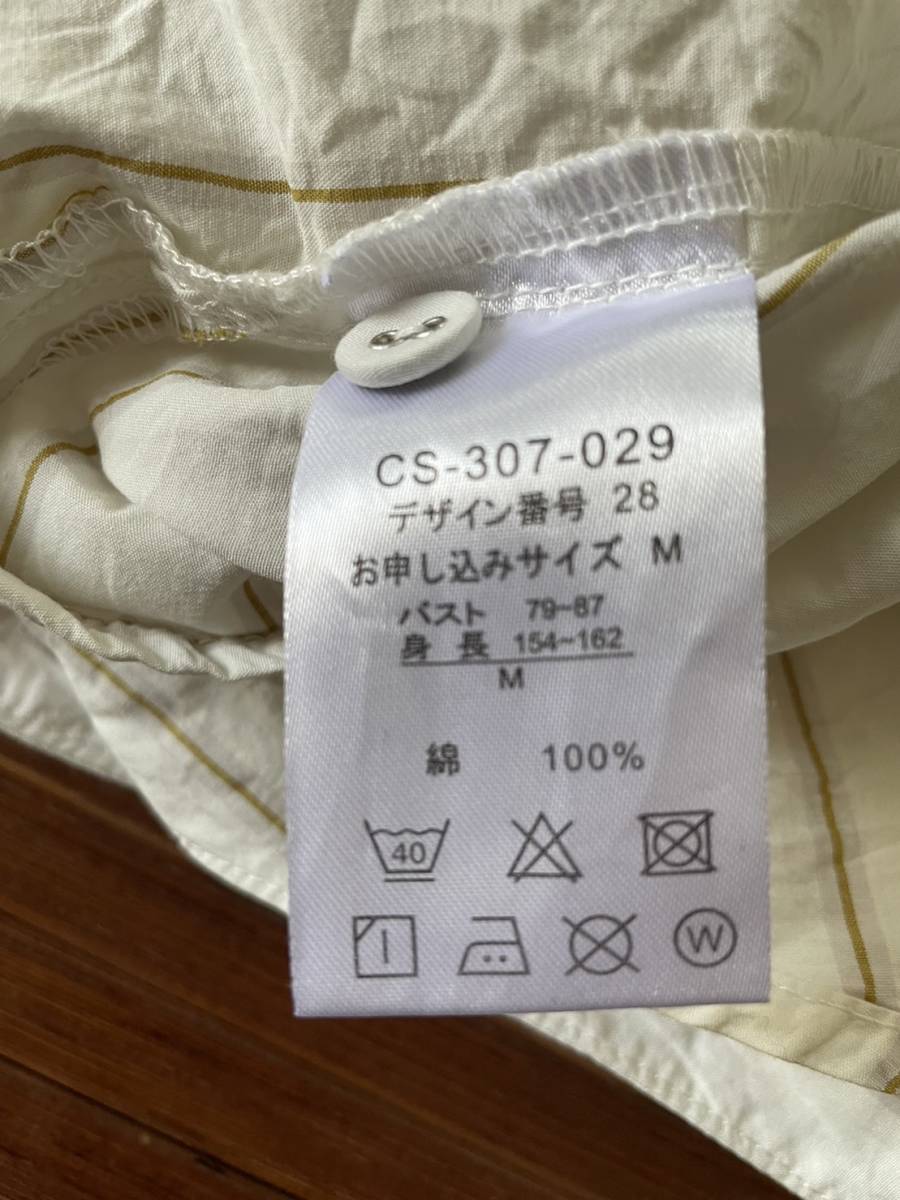 CS-307-029
デザイン番号 28
お申し込みサイズ M
バスト 79~87
身長 154~162
M
綿 100%
40
W